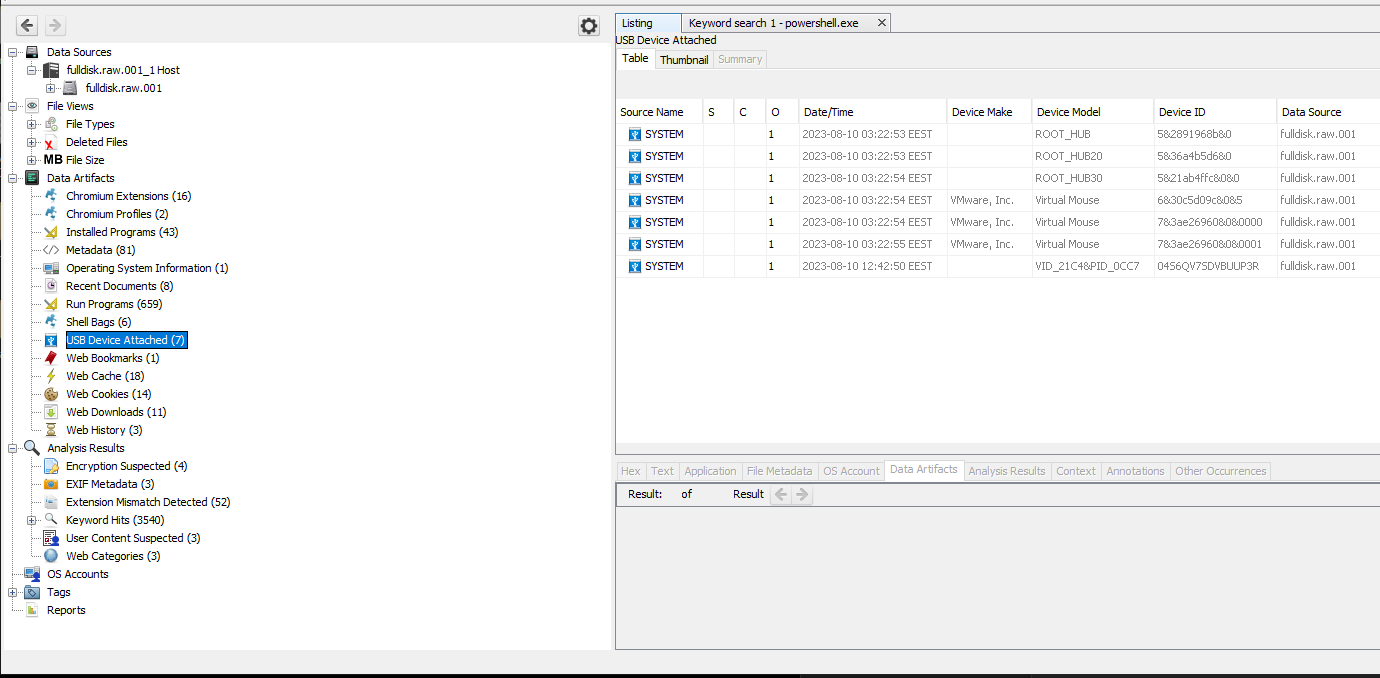 Data Sources
fulldisk.raw.001_1 Host
fulldisk.raw.001
File Views
File Types
Deleted Files
MB File Size
Data Artifacts
Chromium Extensions (16)
Chromium Profiles (2)
Installed Programs (43)
Metadata (81)
Operating System Information (1)
Recent Documents (8)
Run Programs (659)
Shell Bags (6)
USB Device Attached (7)
Web Bookmarks (1)
Web Cache (18)
Web Cookies (14)
Web Downloads (11)
Web History (3)
Analysis Results
Encryption Suspected (4)
EXIF Metadata (3)
Extension Mismatch Detected (52)
Keyword Hits (3540)
User Content Suspected (3)
Web Categories (3)
OS Accounts
Tags
Reports
Listing Keyword search 1 - powershell.exe
USB Device Attached
Table Thumbnail Summary
Source Name S C O Date/Time Device Make Device Model Device ID Data Source
SYSTEM 1 2023-08-10 03:22:53 EEST ROOT_HUB 5&2891968b&0 fulldisk.raw.001
SYSTEM 1 2023-08-10 03:22:53 EEST ROOT_HUB20 5&36a4b5d6&0 fulldisk.raw.001
SYSTEM 1 2023-08-10 03:22:54 EEST ROOT_HUB30 5&21ab4ffc&0&0 fulldisk.raw.001
SYSTEM 1 2023-08-10 03:22:54 EEST VMware, Inc. Virtual Mouse 6&30c5d09c&0&5 fulldisk.raw.001
SYSTEM 1 2023-08-10 03:22:54 EEST VMware, Inc. Virtual Mouse 7&3ae26960&0&0000 fulldisk.raw.001
SYSTEM 1 2023-08-10 03:22:55 EEST VMware, Inc. Virtual Mouse 7&3ae26960&0&0001 fulldisk.raw.001
SYSTEM 1 2023-08-10 12:42:50 EEST VID_21C4&PID_0CC7 04S6QV7SDVBUUP3R fulldisk.raw.001
Hex Text Application File Metadata OS Account Data Artifacts Analysis Results Context Annotations Other Occurrences
Result: of Result